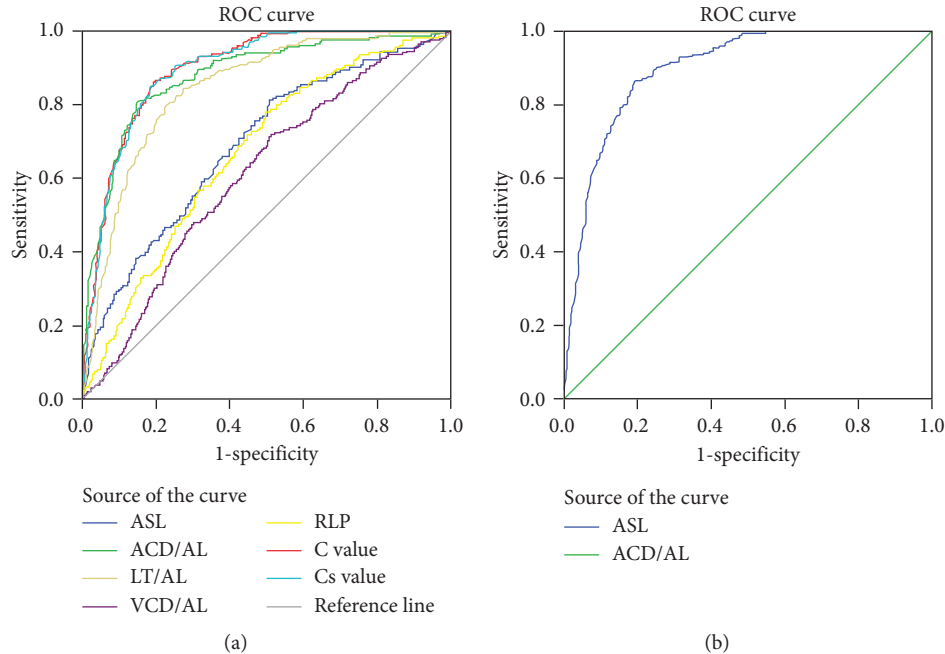 ROC curve
1.0
0.8
0.6
0.4
0.2
0.0
Sensitivity
0.0 0.2 0.4 0.6 0.8 1.0
1-specificity
Source of the curve
ASL
ACD/AL
LT/AL
VCD/AL
RLP
C value
Cs value
Reference line
(a)
ROC curve
1.0
0.8
0.6
0.4
0.2
0.0
Sensitivity
0.0 0.2 0.4 0.6 0.8 1.0
1-specificity
Source of the curve
ASL
ACD/AL
(b)